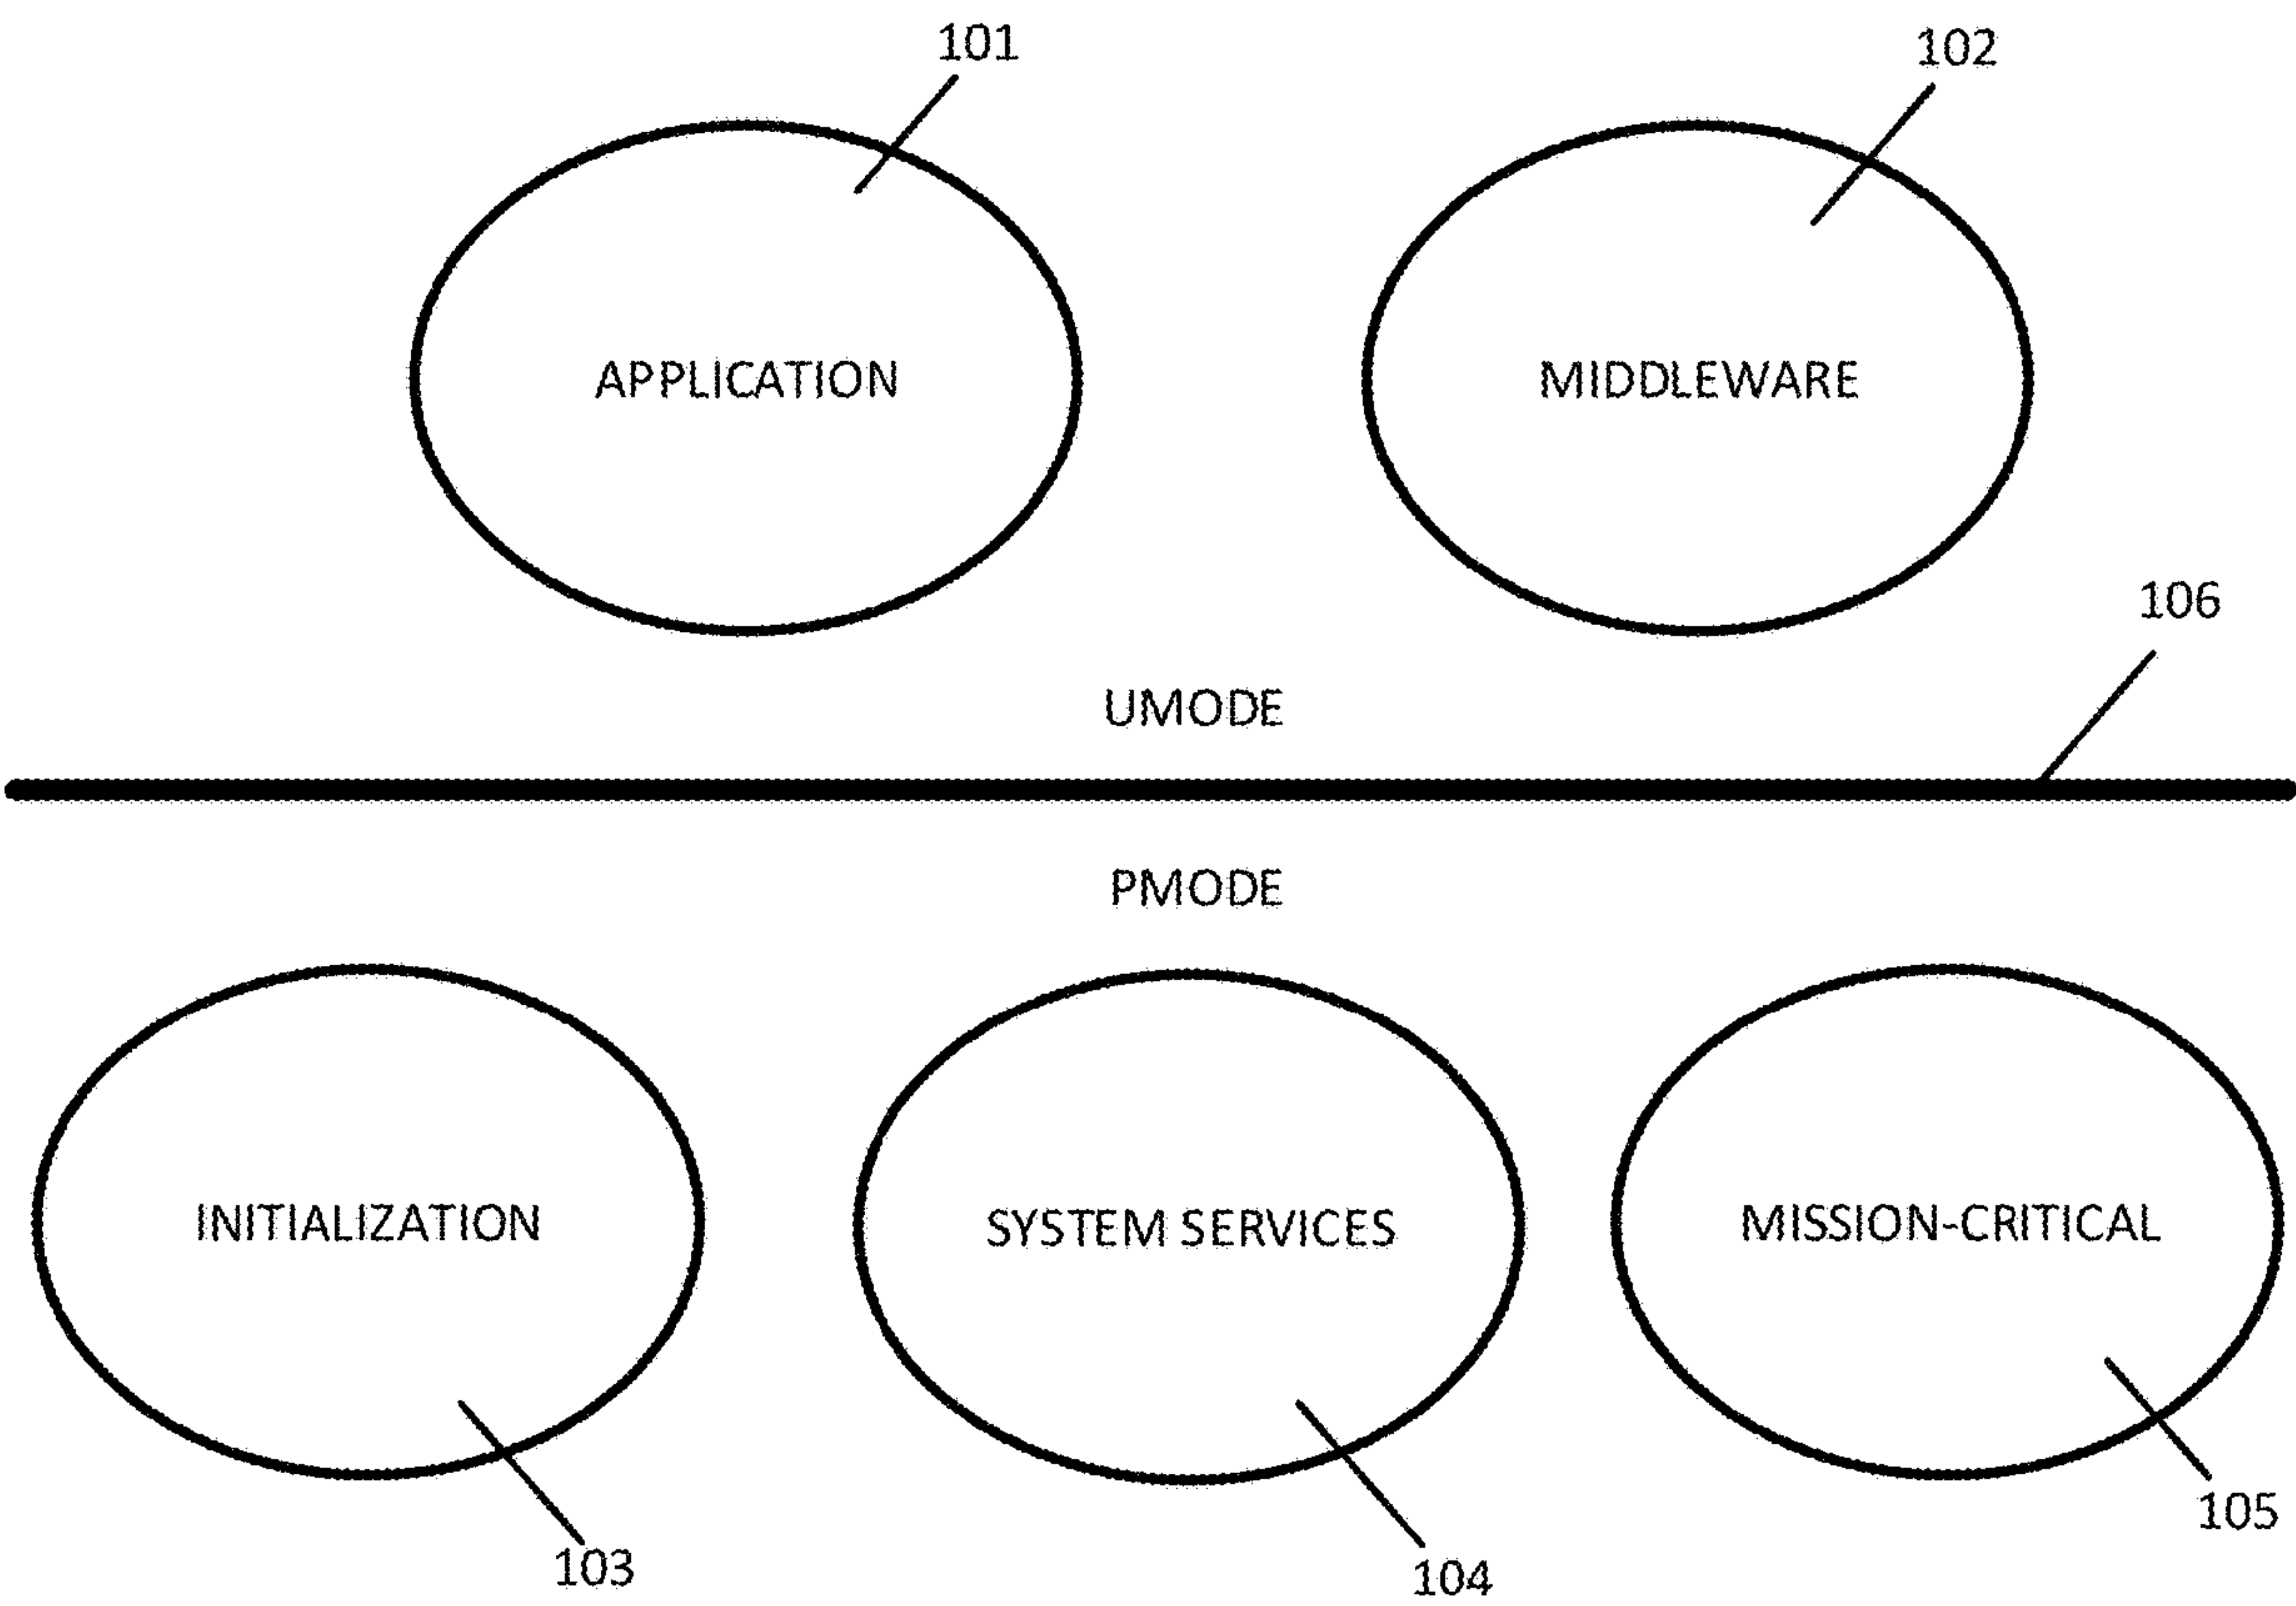 101
102
APPLICATION
MIDDLEWARE
106
UMODE
PMODE
INITIALIZATION
SYSTEM SERVICES
MISSION-CRITICAL
103
104
105